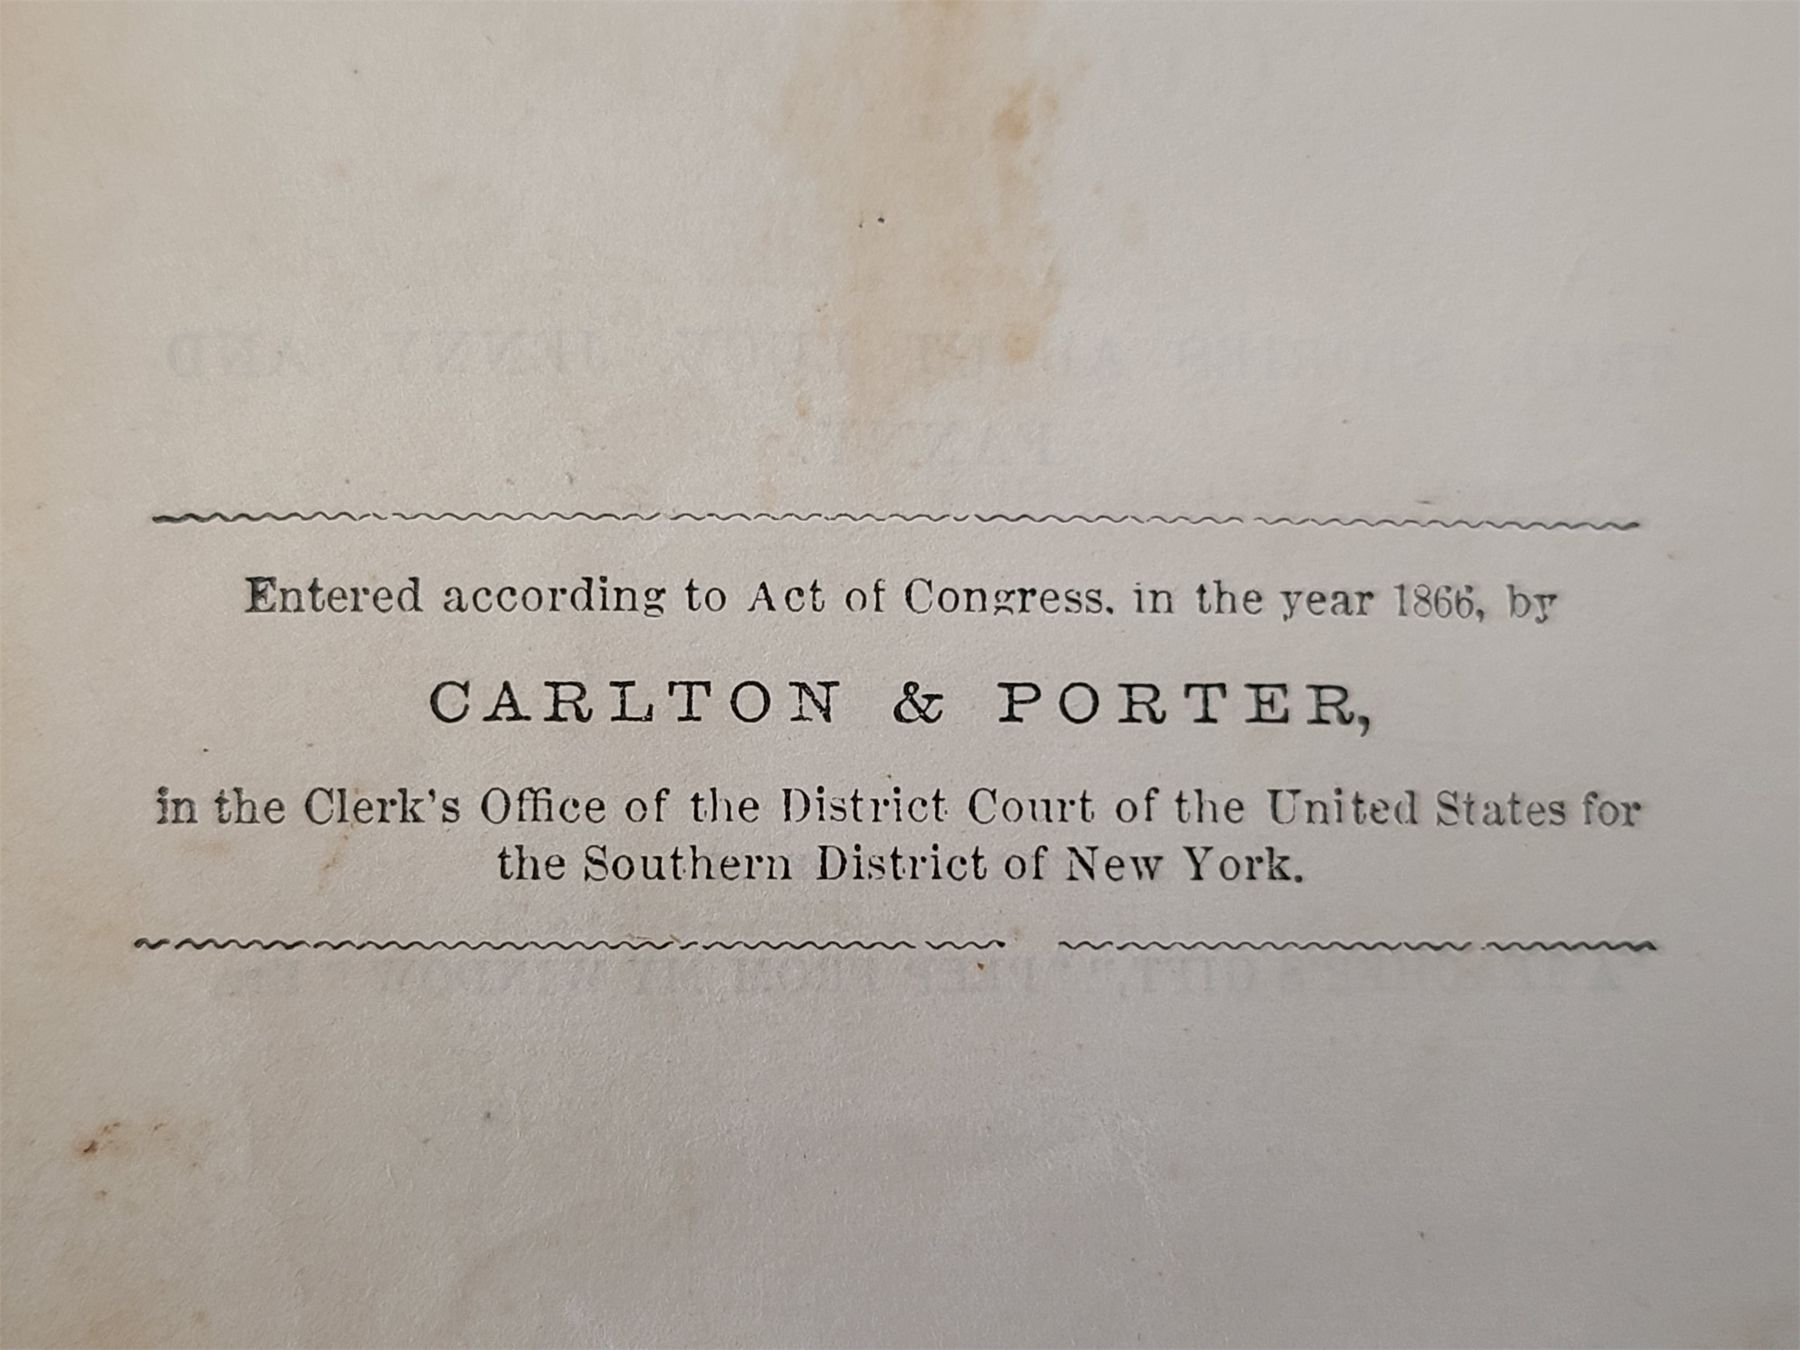 Entered according to Act of Congress, in the year 1866, by
CARLTON & PORTER,
in the Clerk's Office of the District Court of the United States for
the Southern District of New York.